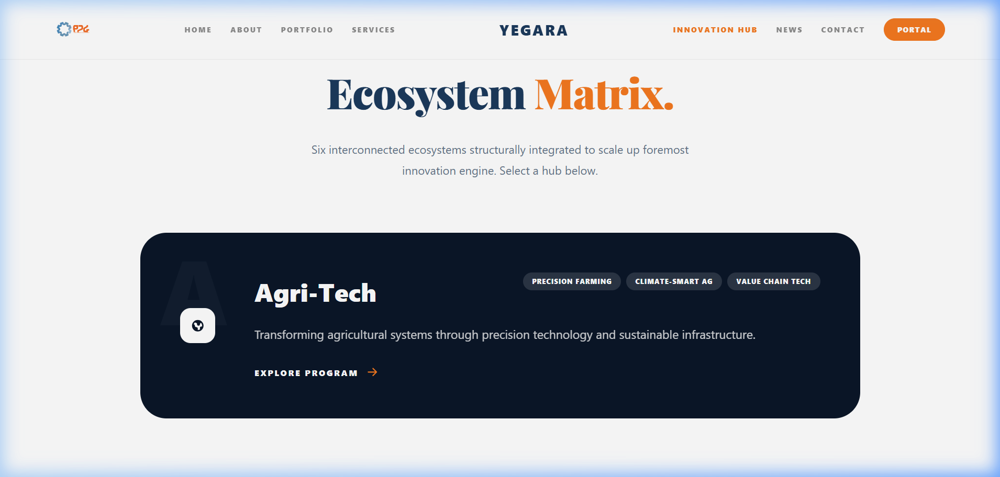 PPG
HOME ABOUT PORTFOLIO SERVICES YEGARA INNOVATION HUB NEWS CONTACT PORTAL
Ecosystem Matrix.
Six interconnected ecosystems structurally integrated to scale up foremost
innovation engine. Select a hub below.
A
PRECISION FARMING CLIMATE-SMART AG VALUE CHAIN TECH
Agri-Tech
Transforming agricultural systems through precision technology and sustainable infrastructure.
EXPLORE PROGRAM